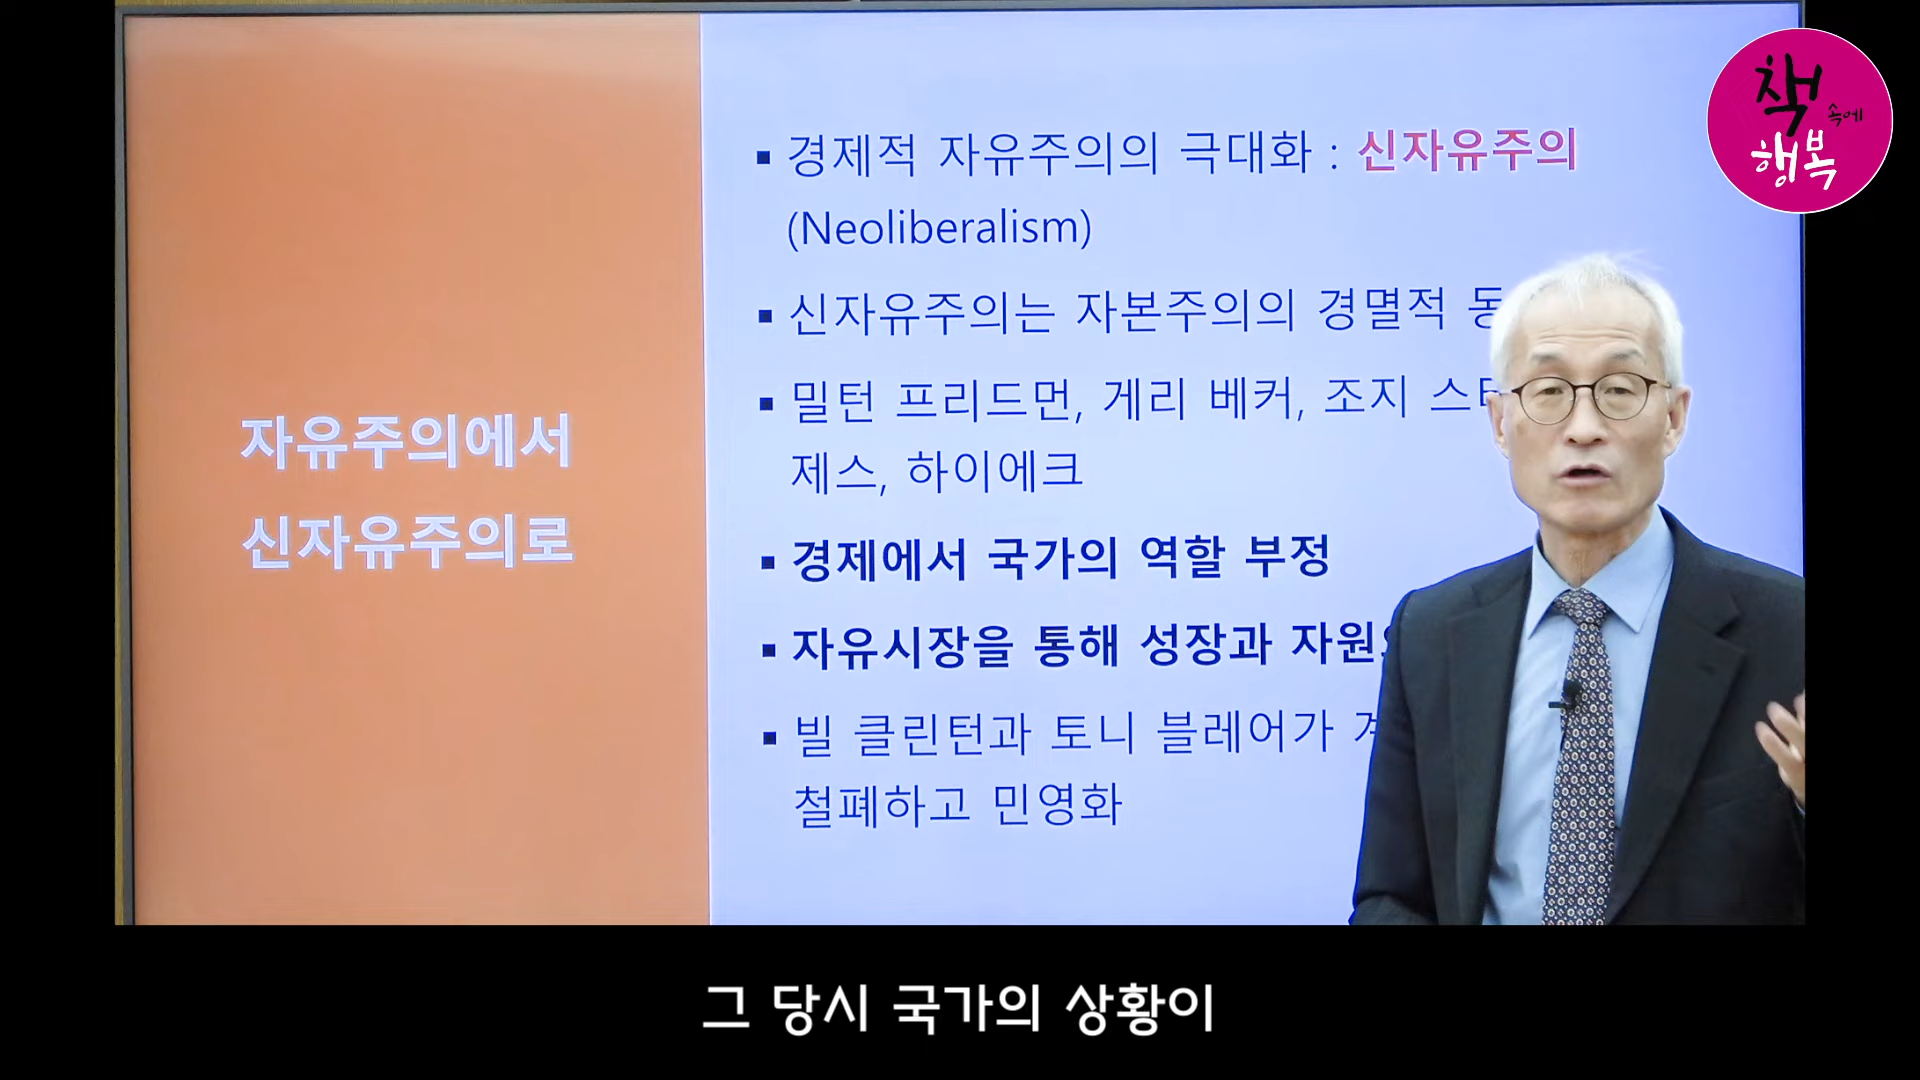 책
속에
행복
자유주의에서
신자유주의로
▪ 경제적 자유주의의 극대화 : 신자유주의
(Neoliberalism)
▪ 신자유주의는 자본주의의 경멸적
▪ 밀턴 프리드먼, 게리 베커, 조지
제스, 하이에크
▪ 경제에서 국가의 역할 부정
▪ 자유시장을 통해 성장과
▪ 빌 클린턴과 토니 블레어가
철폐하고 민영화
그 당시 국가의 상황이